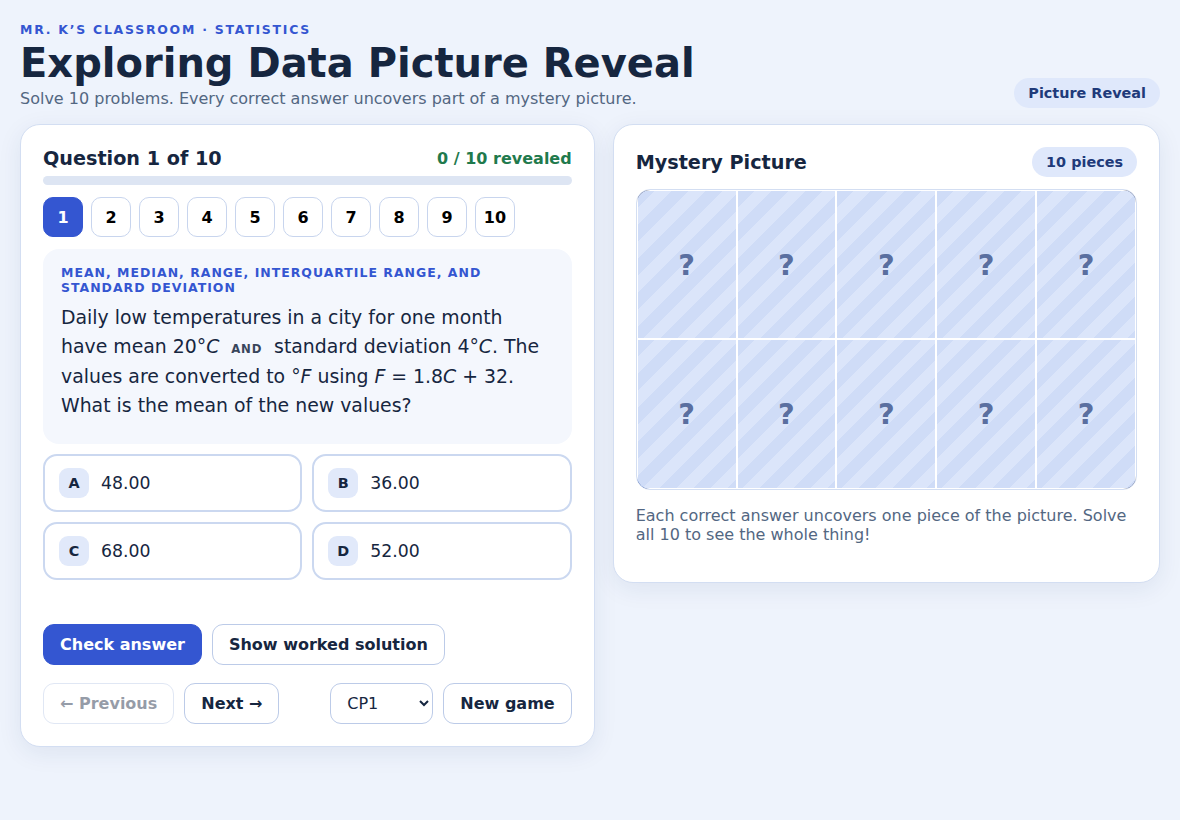 MR. K’S CLASSROOM · STATISTICS
Exploring Data Picture Reveal
Solve 10 problems. Every correct answer uncovers part of a mystery picture.
Picture Reveal
Question 1 of 10
0 / 10 revealed
1 2 3 4 5 6 7 8 9 10
MEAN, MEDIAN, RANGE, INTERQUARTILE RANGE, AND
STANDARD DEVIATION
Daily low temperatures in a city for one month
have mean 20°C AND standard deviation 4°C. The
values are converted to °F using F = 1.8C + 32.
What is the mean of the new values?
A 48.00
B 36.00
C 68.00
D 52.00
Check answer
Show worked solution
← Previous
Next →
CP1
New game
Mystery Picture
10 pieces
? ? ? ? ?
? ? ? ? ?
Each correct answer uncovers one piece of the picture. Solve
all 10 to see the whole thing!